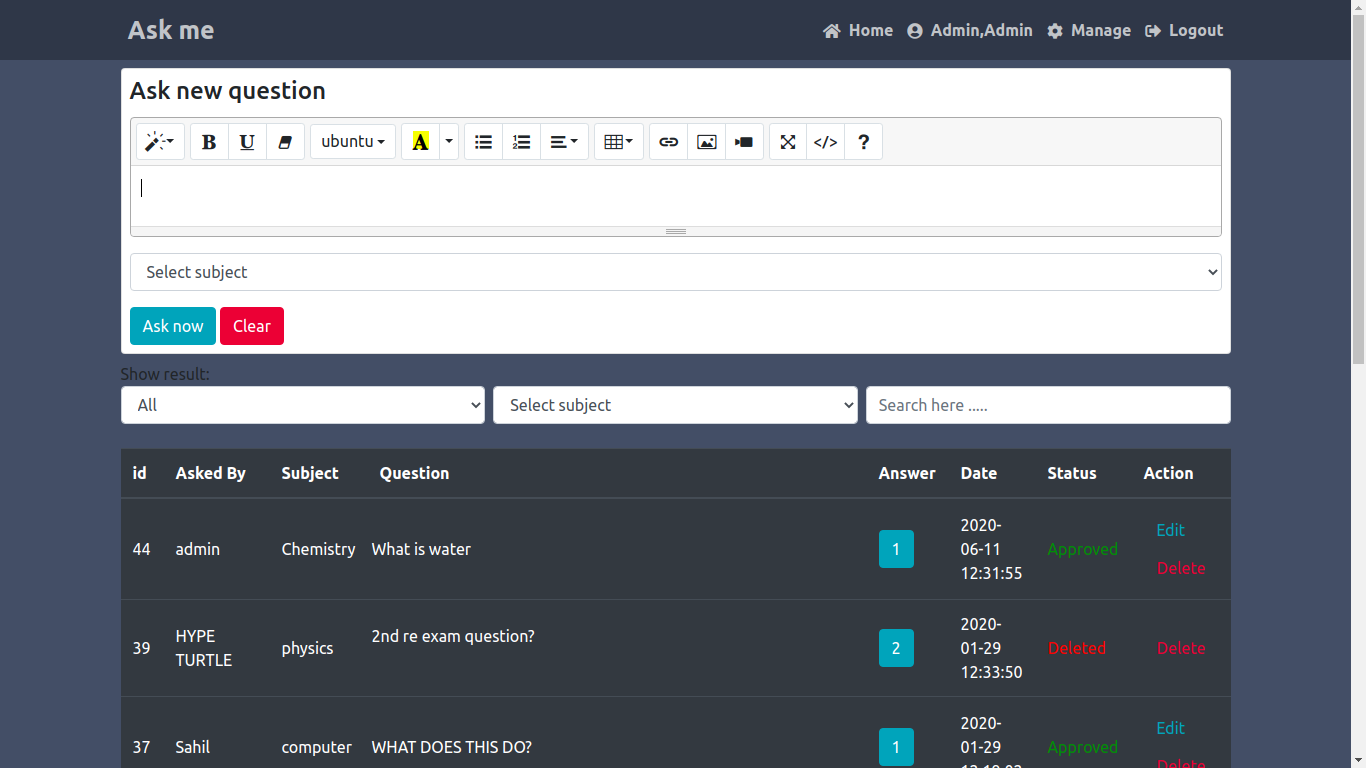 Ask me
Home Admin,Admin Manage Logout
Ask new question
B U ubuntu A </> ?
Select subject
Ask now Clear
Show result:
All Select subject Search here .....
id Asked By Subject Question Answer Date Status Action
44 admin Chemistry What is water 1 2020-06-11 12:31:55 Approved Edit Delete
39 HYPE TURTLE physics 2nd re exam question? 2 2020-01-29 12:33:50 Deleted Delete
37 Sahil computer WHAT DOES THIS DO? 1 2020-01-29 Approved Edit Delete